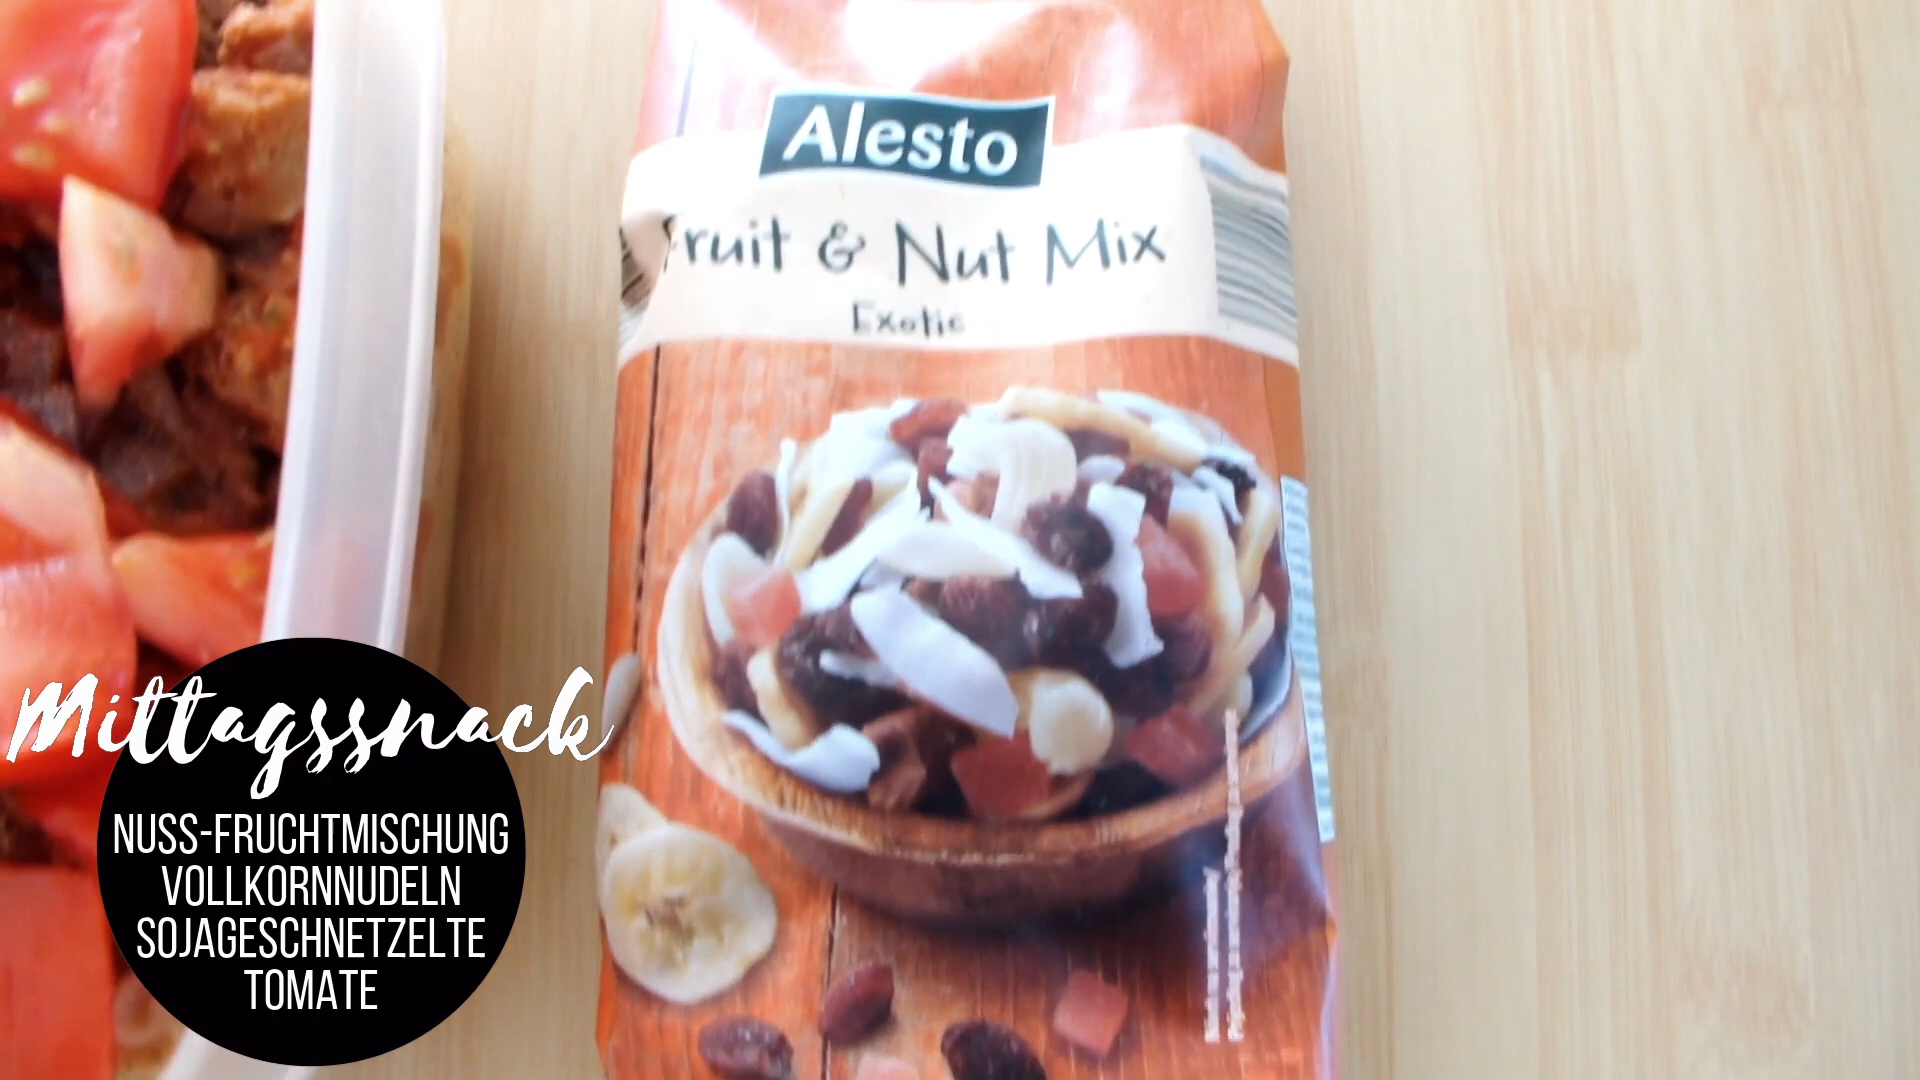 Alesto
Fruit & Nut Mix
Exotic
Mittagssnack
NUSS-FRUCHTMISCHUNG
VOLLKORNNUDELN
SOJAGESCHNETZELTE
TOMATE